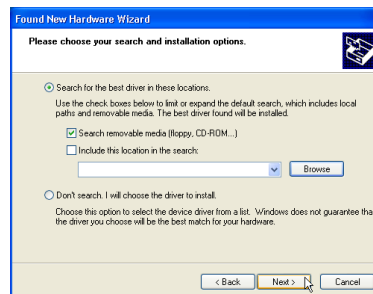 Found New Hardware Wizard
Please choose your search and installation options.
Search for the best driver in these locations.
Use the check boxes below to limit or expand the default search, which includes local
paths and removable media. The best driver found will be installed.
Search removable media (floppy, CD-ROM...)
Include this location in the search:
Browse
Don't search. I will choose the driver to install.
Choose this option to select the device driver from a list. Windows does not guarantee tha
the driver you choose will be the best match for your hardware.
< Back Next > Cancel